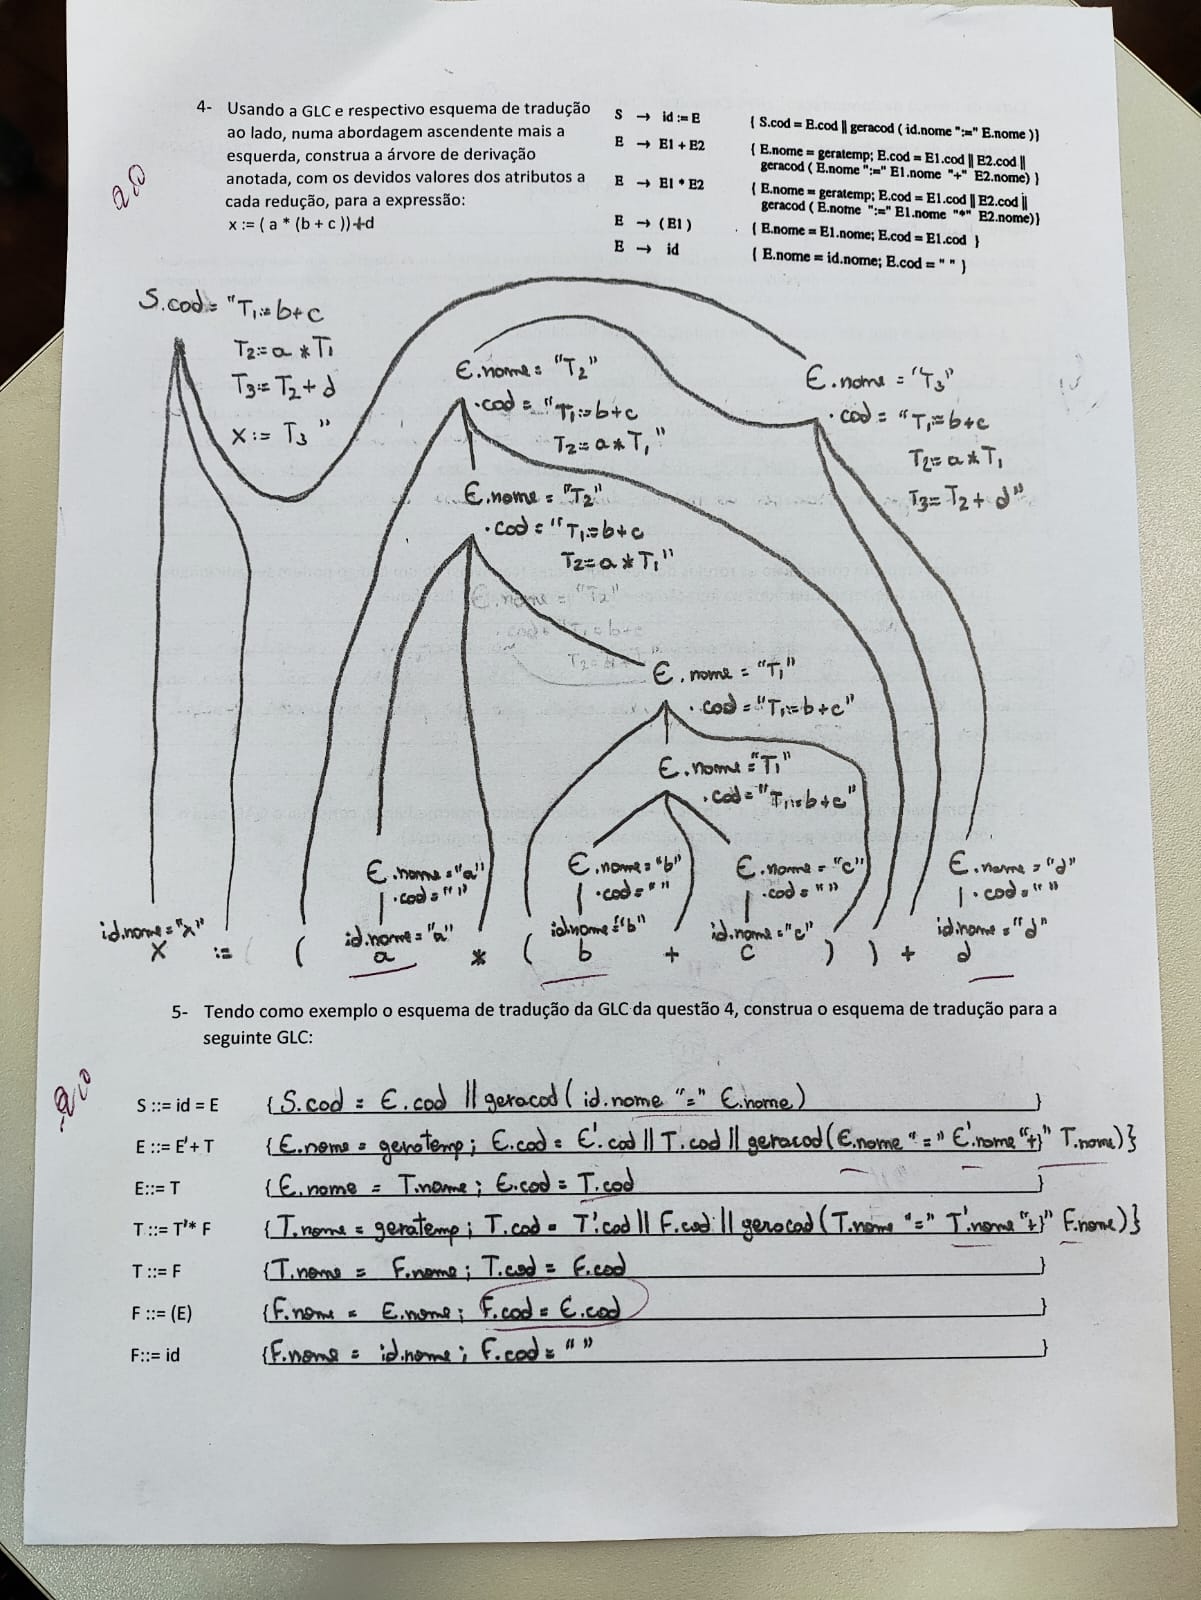 4- Usando a GLC e respectivo esquema de tradução
ao lado, numa abordagem ascendente mais a
esquerda, construa a árvore de derivação
anotada, com os devidos valores dos atributos a
cada redução, para a expressão:
x := ( a * (b + c ))+d
S → id := E { S.cod = E.cod || geracod ( id.nome ":=" E.nome )}
E → E1 + E2 { E.nome = geratemp; E.cod = E1.cod || E2.cod ||
geracod ( E.nome ":=" E1.nome "+" E2.nome) }
E → E1 * E2 { E.nome = geratemp; E.cod = E1.cod || E2.cod ||
geracod ( E.nome ":=" E1.nome "*" E2.nome)}
E → ( E1 ) { E.nome = E1.nome; E.cod = E1.cod }
E → id { E.nome = id.nome; E.cod = " " }
2,0
S.cod = "T1:= b+c
T2:= a * T1
T3:= T2 + d
X:= T3 "
E.nome = "T2"
.cod = "T1:= b+c
T2:= a * T1"
E.nome = "T3"
.cod = "T1:= b+c
T2:= a * T1
T3:= T2 + d"
E.nome = "T2"
.cod = "T1:= b+c
T2:= a * T1"
E.nome = "T1"
.cod = "T1:= b+c"
E.nome = "T1"
.cod = "T1:= b+c"
E.nome = "a"
.cod = " "
E.nome = "b"
.cod = " "
E.nome = "c"
.cod = " "
E.nome = "d"
.cod = " "
id.nome = "x" id.nome = "a" id.nome = "b" id.nome = "c" id.nome = "d"
X := ( a * ( b + c ) ) + d
5- Tendo como exemplo o esquema de tradução da GLC da questão 4, construa o esquema de tradução para a
seguinte GLC:
2,0
S ::= id = E {S.cod = E.cod || geracod ( id.nome "=" E.nome) }
E ::= E'+ T {E.nome = geratemp; E.cod = E'.cod || T.cod || geracod(E.nome "=" E'.nome "+" T.nome)}
E::= T {E.nome = T.nome; E.cod = T.cod }
T ::= T'* F {T.nome = geratemp; T.cod = T'.cod || F.cod || geracod(T.nome "=" T'.nome "*" F.nome)}
T ::= F {T.nome = F.nome; T.cod = F.cod }
F ::= (E) {F.nome = E.nome; F.cod = E.cod }
F::= id {F.nome = id.nome; F.cod = " " }